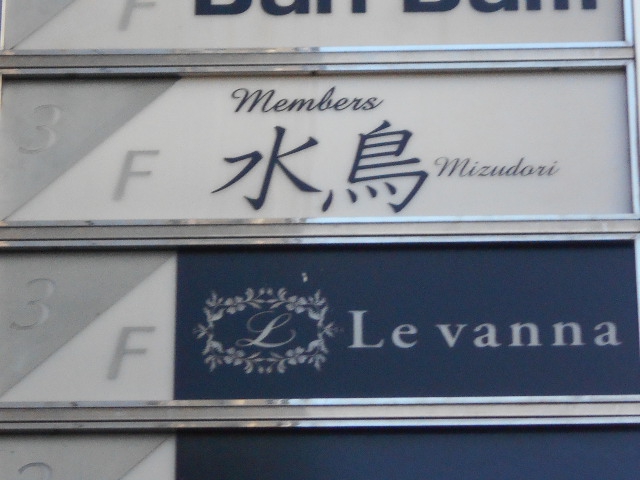 F
3 F Members
水鳥 Mizudori
3 F L Le vanna